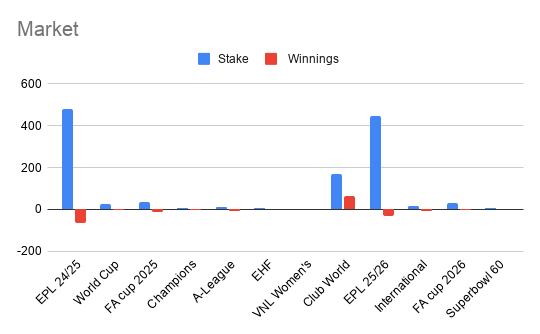 Market
Stake Winnings
600
400
200
0
-200
EPL 24/25
World Cup
FA cup 2025
Champions
A-League
EHF
VNL Women's
Club World
EPL 25/26
International
FA cup 2026
Superbowl 60